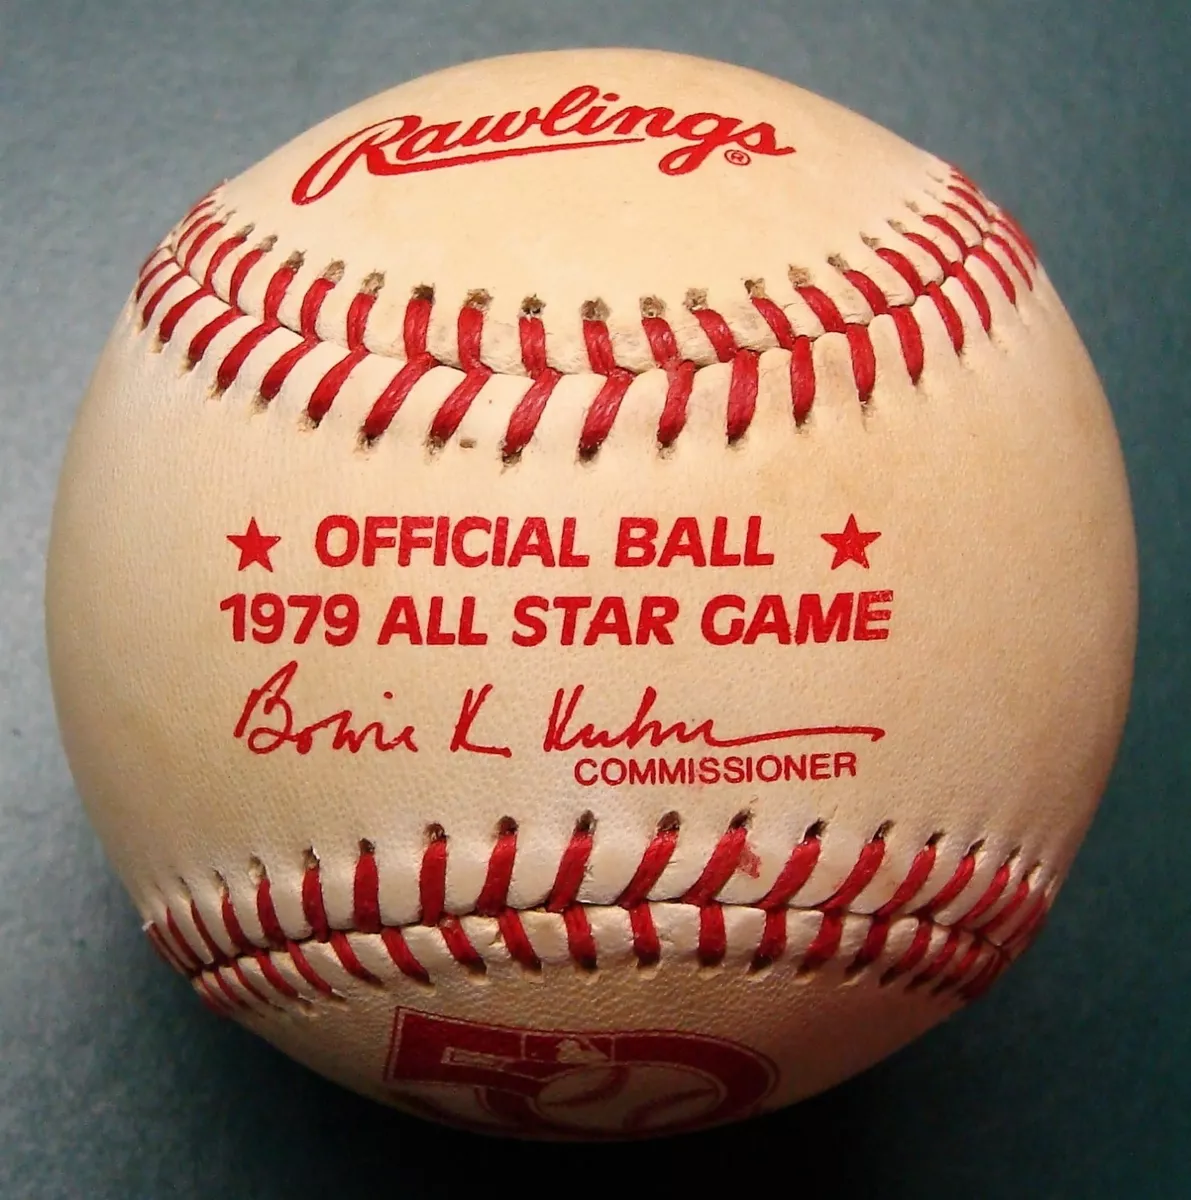 Rawlings®
★ OFFICIAL BALL ★
1979 ALL STAR GAME
Bowie K Kuhn
COMMISSIONER
50